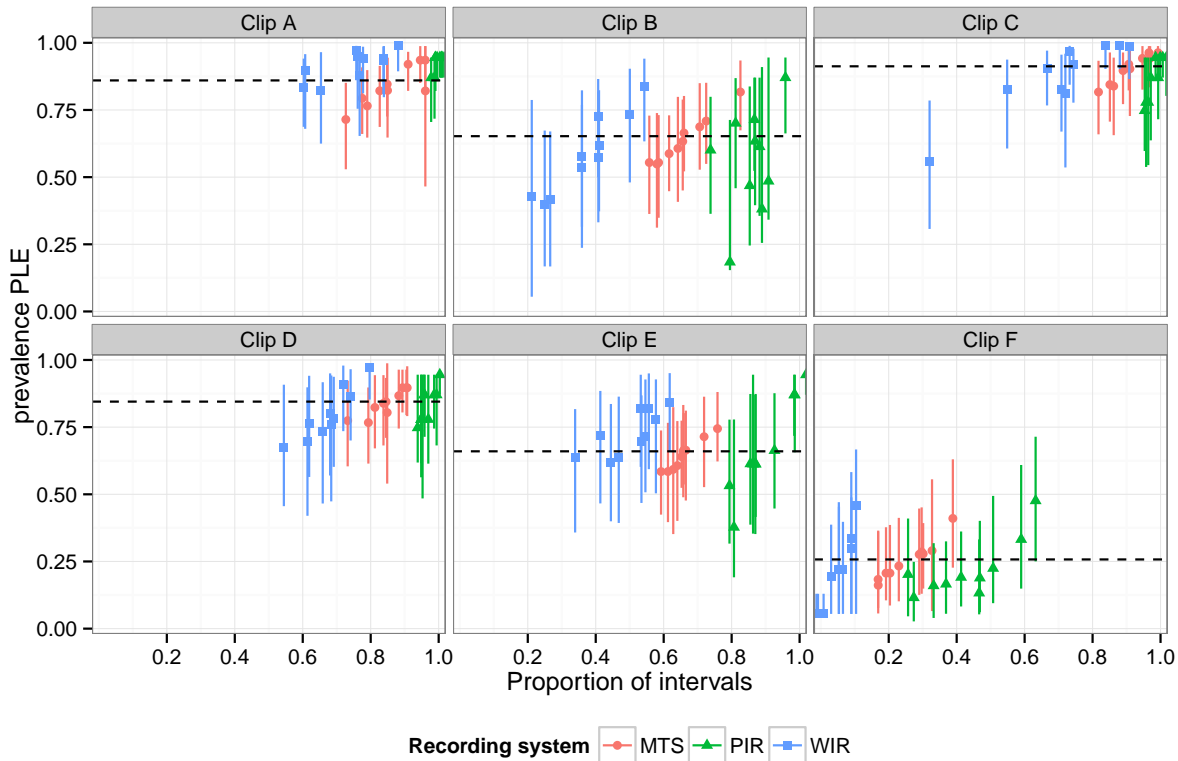 Clip A Clip B Clip C
1.00
0.75
0.50
0.25
0.00
Clip D Clip E Clip F
1.00
0.75
0.50
0.25
0.00
prevalence PLE
0.2 0.4 0.6 0.8 1.0 0.2 0.4 0.6 0.8 1.0 0.2 0.4 0.6 0.8 1.0
Proportion of intervals
Recording system MTS PIR WIR